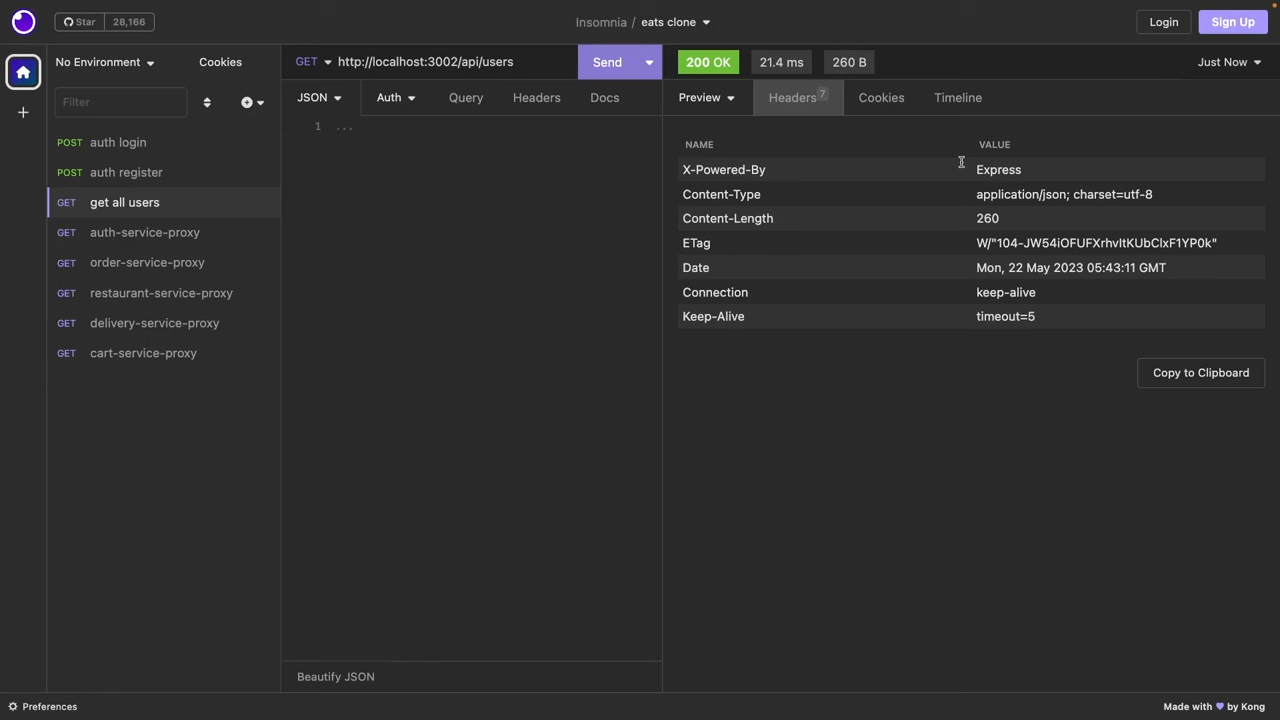 Star 28,166
Insomnia / eats clone
Login Sign Up
No Environment Cookies
GET http://localhost:3002/api/users Send
200 OK 21.4 ms 260 B Just Now
Filter
JSON Auth Query Headers Docs
Preview Headers 7 Cookies Timeline
1 ...
POST auth login
POST auth register
GET get all users
GET auth-service-proxy
GET order-service-proxy
GET restaurant-service-proxy
GET delivery-service-proxy
GET cart-service-proxy
NAME VALUE
X-Powered-By Express
Content-Type application/json; charset=utf-8
Content-Length 260
ETag W/"104-JW54iOFUFXrhvItKUbClxF1YP0k"
Date Mon, 22 May 2023 05:43:11 GMT
Connection keep-alive
Keep-Alive timeout=5
Copy to Clipboard
Beautify JSON
Preferences
Made with 💜 by Kong